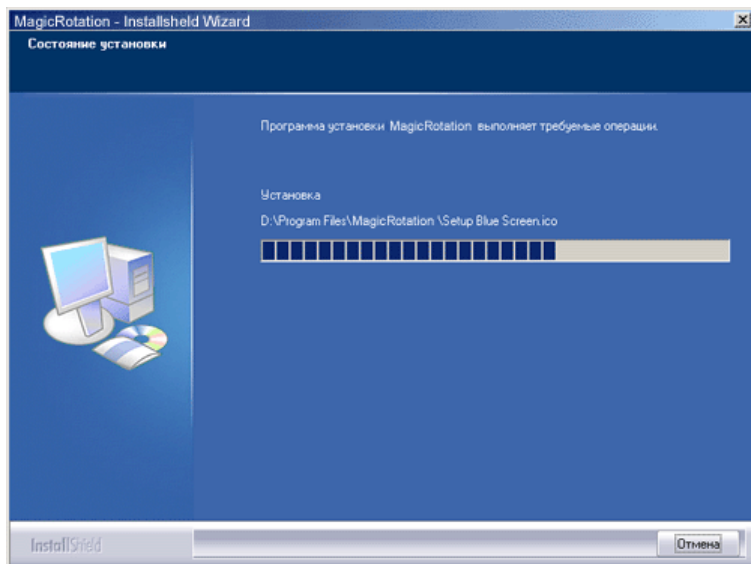 MagicRotation - Installsheld Wizard
Состояние установки
Программа установки MagicRotation выполняет требуемые операции.
Установка
D:\Program Files\MagicRotation \Setup Blue Screen.ico
InstallShield
Отмена